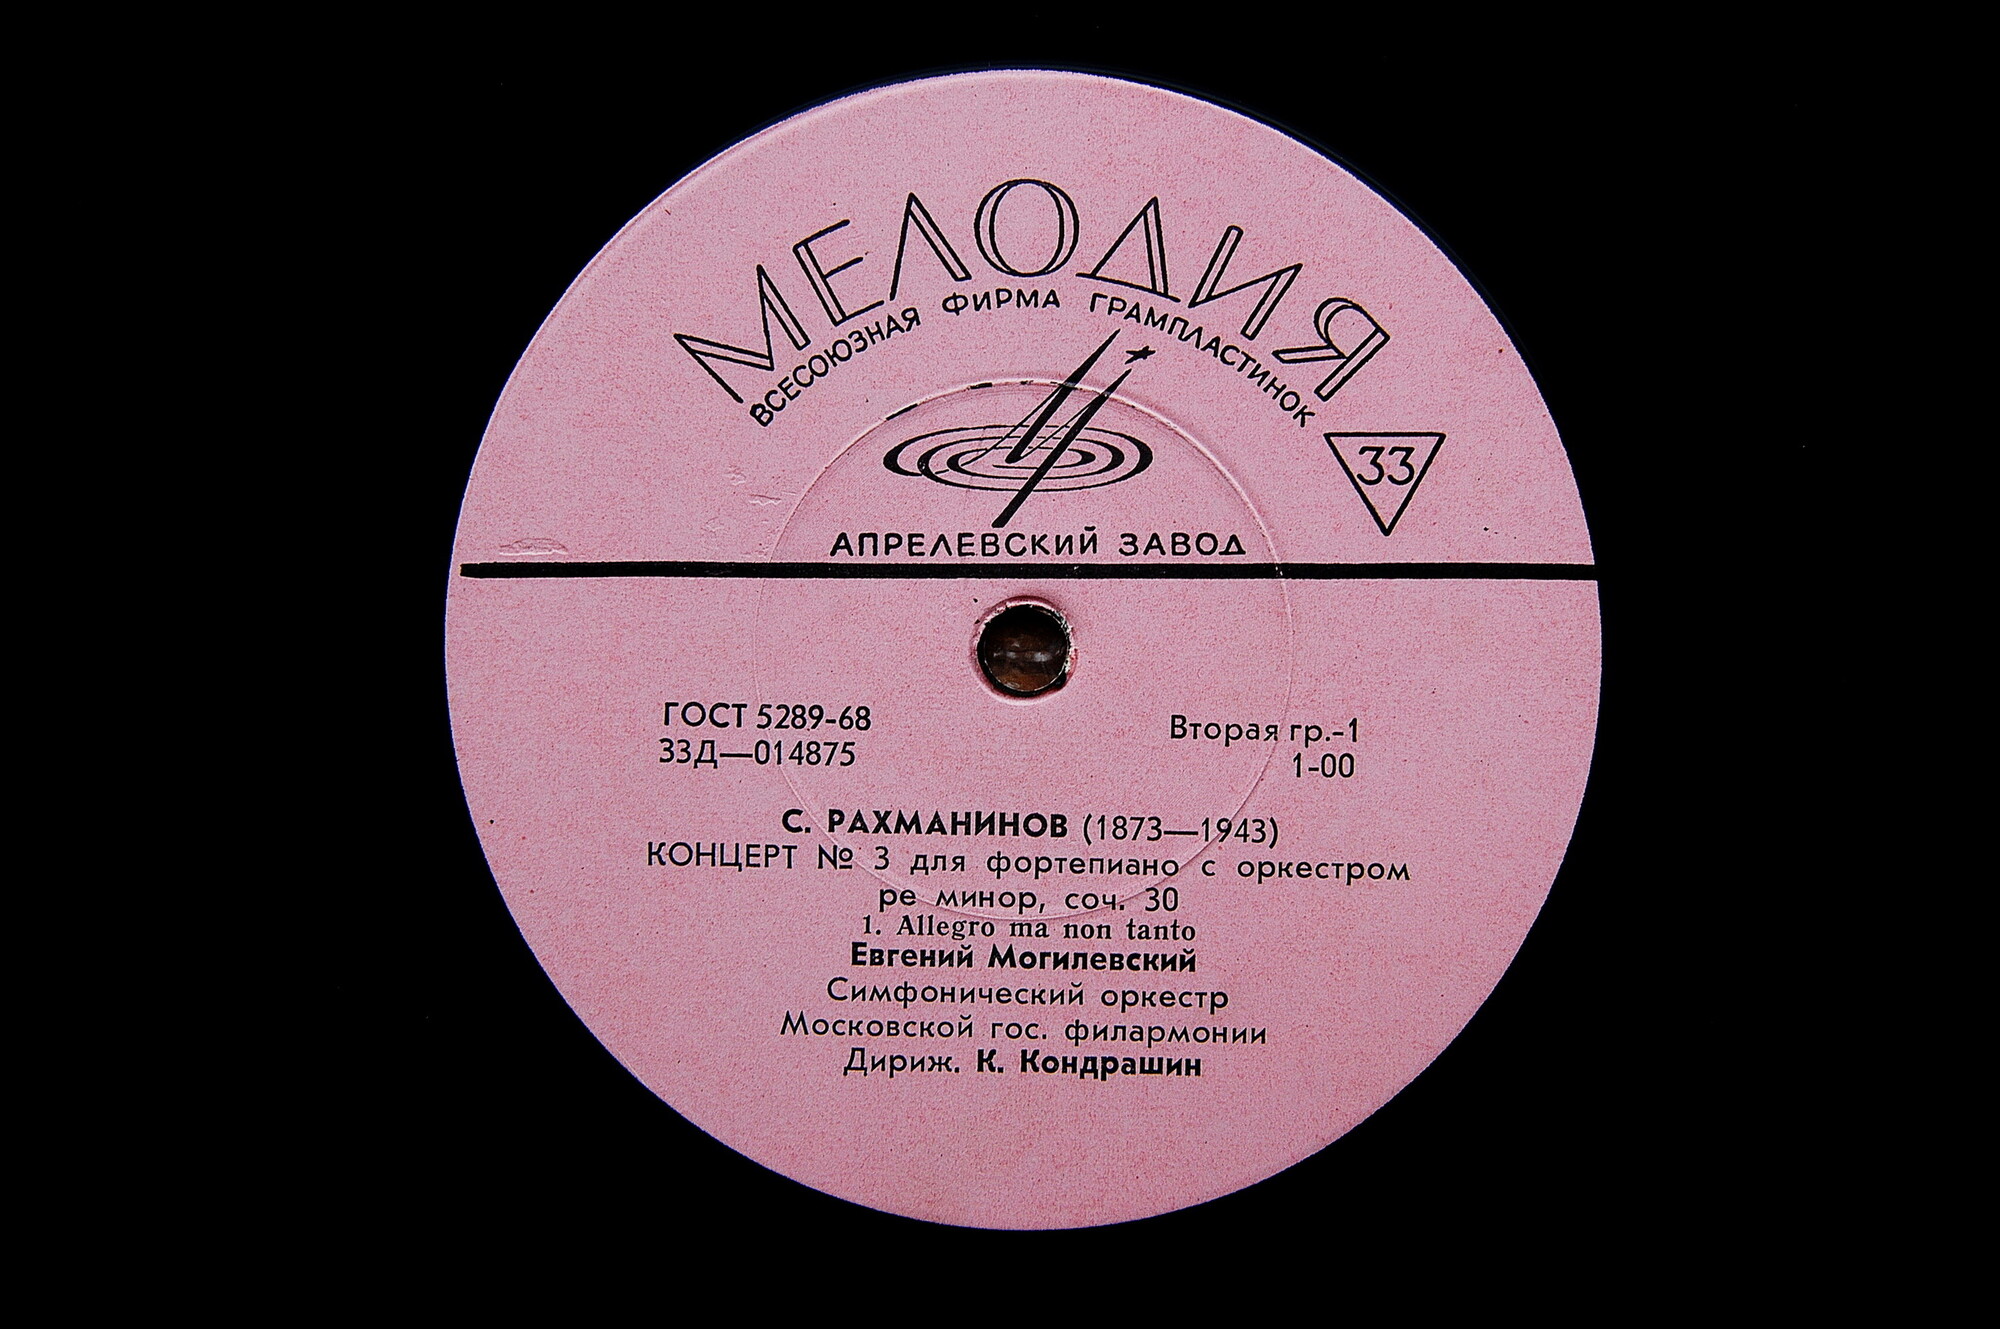 МЕЛОДИЯ
ВСЕСОЮЗНАЯ ФИРМА ГРАМПЛАСТИНОК
33
АПРЕЛЕВСКИЙ ЗАВОД
ГОСТ 5289-68
33Д—014875
Вторая гр.-1
1-00
С. РАХМАНИНОВ (1873—1943)
КОНЦЕРТ № 3 для фортепиано с оркестром
ре минор, соч. 30
1. Allegro ma non tanto
Евгений Могилевский
Симфонический оркестр
Московской гос. филармонии
Дириж. К. Кондрашин